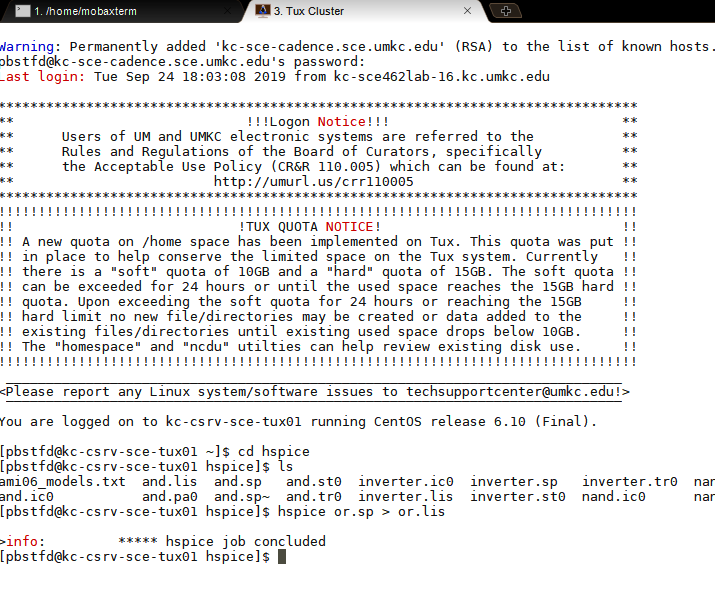 1. /home/mobaxterm
3. Tux Cluster
Warning: Permanently added 'kc-sce-cadence.sce.umkc.edu' (RSA) to the list of known hosts.
pbstfd@kc-sce-cadence.sce.umkc.edu's password:
Last login: Tue Sep 24 18:03:08 2019 from kc-sce462lab-16.kc.umkc.edu
********************************************************************************
** !!!Logon Notice!!! **
** Users of UM and UMKC electronic systems are referred to the **
** Rules and Regulations of the Board of Curators, specifically **
** the Acceptable Use Policy (CR&R 110.005) which can be found at: **
** http://umurl.us/crr110005 **
********************************************************************************
!!!!!!!!!!!!!!!!!!!!!!!!!!!!!!!!!!!!!!!!!!!!!!!!!!!!!!!!!!!!!!!!!!!!!!!!!!!!!!!!
!! !TUX QUOTA NOTICE! !!
!! A new quota on /home space has been implemented on Tux. This quota was put !!
!! in place to help conserve the limited space on the Tux system. Currently !!
!! there is a "soft" quota of 10GB and a "hard" quota of 15GB. The soft quota !!
!! can be exceeded for 24 hours or until the used space reaches the 15GB hard !!
!! quota. Upon exceeding the soft quota for 24 hours or reaching the 15GB !!
!! hard limit no new file/directories may be created or data added to the !!
!! existing files/directories until existing used space drops below 10GB. !!
!! The "homespace" and "ncdu" utilties can help review existing disk use. !!
!!!!!!!!!!!!!!!!!!!!!!!!!!!!!!!!!!!!!!!!!!!!!!!!!!!!!!!!!!!!!!!!!!!!!!!!!!!!!!!!
<Please report any Linux system/software issues to techsupportcenter@umkc.edu!>
You are logged on to kc-csrv-sce-tux01 running CentOS release 6.10 (Final).
[pbstfd@kc-csrv-sce-tux01 ~]$ cd hspice
[pbstfd@kc-csrv-sce-tux01 hspice]$ ls
ami06_models.txt and.lis and.sp and.st0 inverter.ic0 inverter.sp inverter.tr0 nan
and.ic0 and.pa0 and.sp~ and.tr0 inverter.lis inverter.st0 nand.ic0 nan
[pbstfd@kc-csrv-sce-tux01 hspice]$ hspice or.sp > or.lis
>info: ***** hspice job concluded
[pbstfd@kc-csrv-sce-tux01 hspice]$